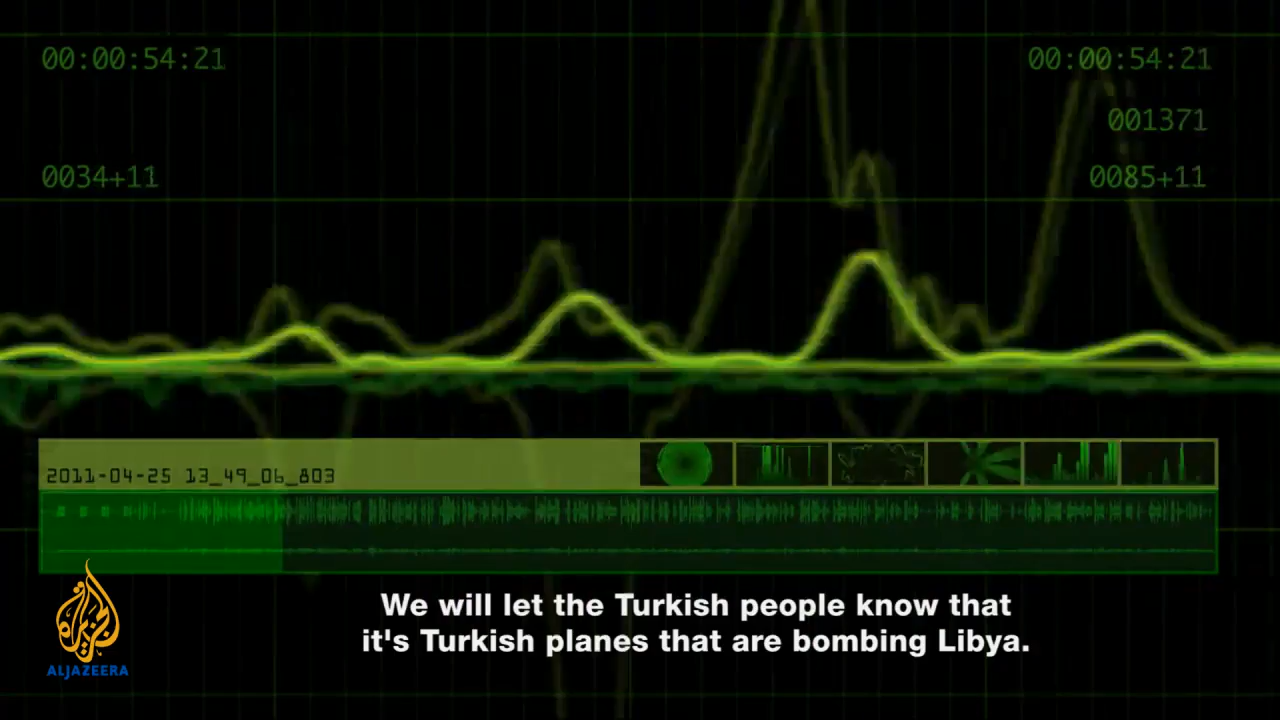 00:00:54:21
00:00:54:21
001371
0034+11
0085+11
2011-04-25 13_49_06_803
We will let the Turkish people know that
it's Turkish planes that are bombing Libya.
الجزيرة
ALJAZEERA